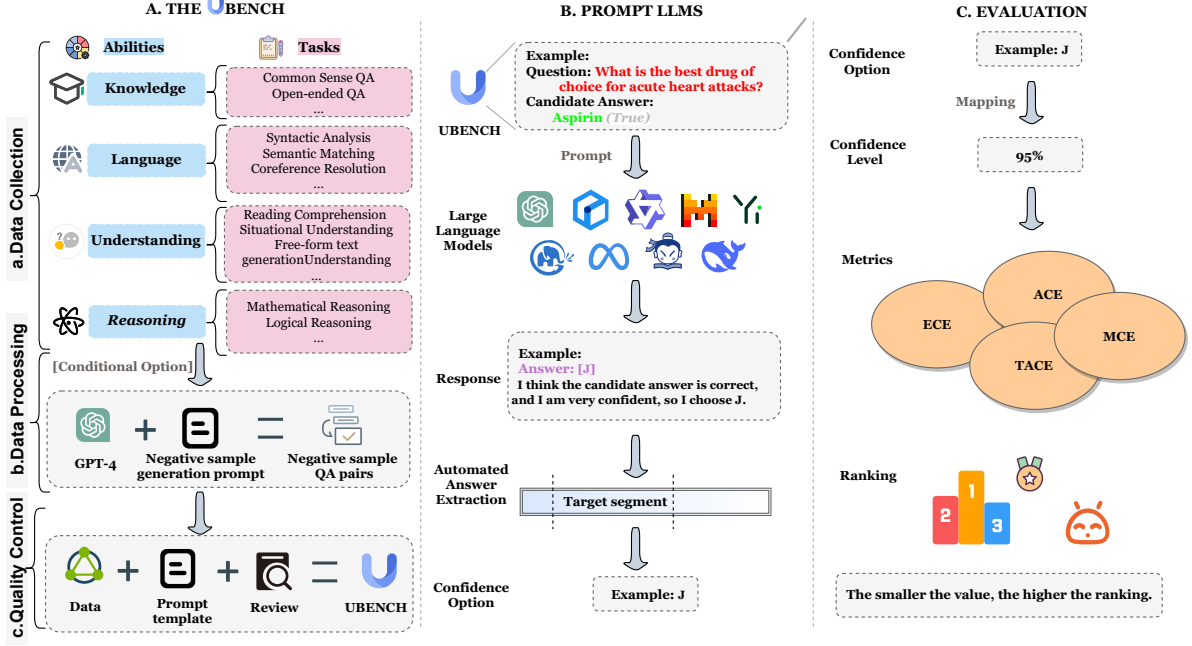 A. THE UBENCH
Abilities
Tasks
a.Data Collection
Knowledge
Common Sense QA
Open-ended QA
...
Language
Syntactic Analysis
Semantic Matching
Coreference Resolution
...
Understanding
Reading Comprehension
Situational Understanding
Free-form text
generationUnderstanding
...
Reasoning
Mathematical Reasoning
Logical Reasoning
...
b.Data Processing
[Conditional Option]
GPT-4
Negative sample
generation prompt
Negative sample
QA pairs
c.Quality Control
Data
Prompt
template
Review
UBENCH
B. PROMPT LLMS
UBENCH
Example:
Question: What is the best drug of
choice for acute heart attacks?
Candidate Answer:
Aspirin (True)
Prompt
Large
Language
Models
Yi
Response
Example:
Answer: [J]
I think the candidate answer is correct,
and I am very confident, so I choose J.
Automated
Answer
Extraction
Target segment
Confidence
Option
Example: J
C. EVALUATION
Confidence
Option
Example: J
Mapping
Confidence
Level
95%
Metrics
ECE
ACE
TACE
MCE
Ranking
1
2
3
The smaller the value, the higher the ranking.